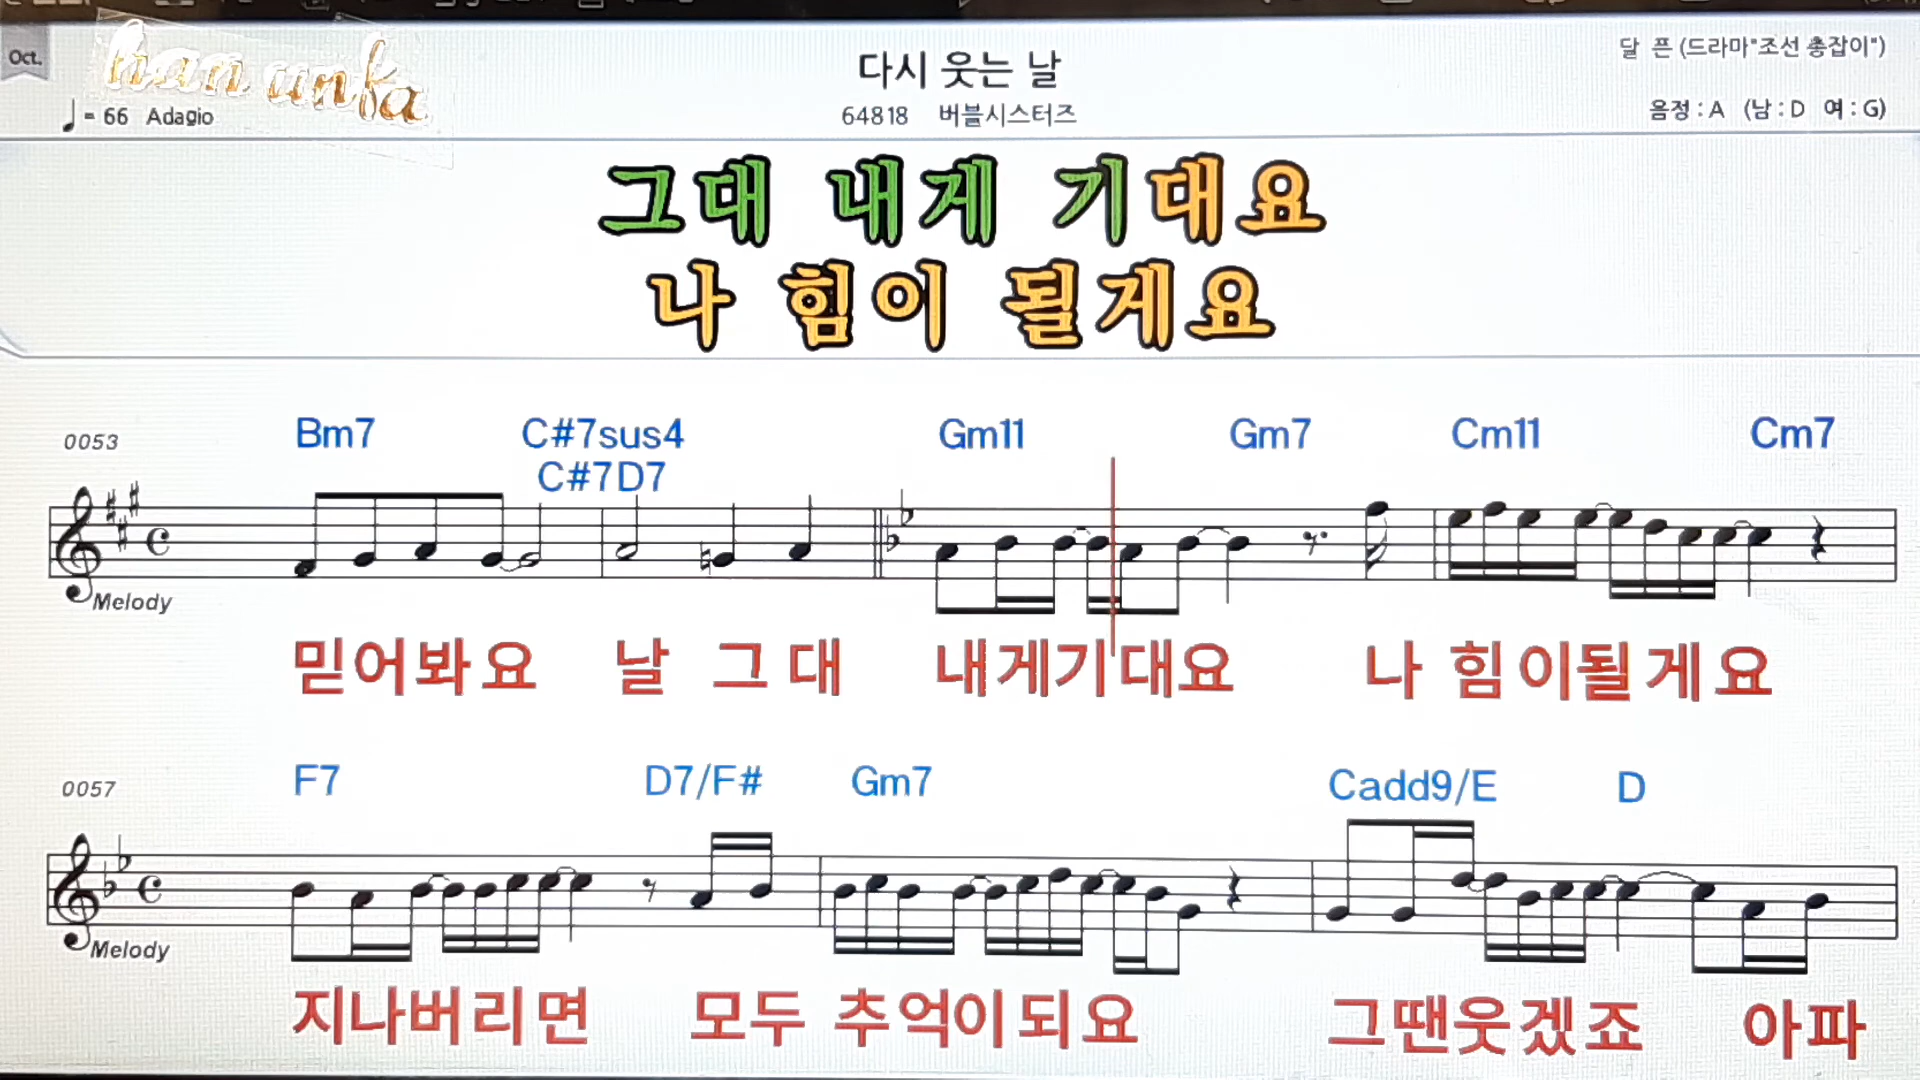 Oct.
han unfa
다시 웃는 날
달 픈 (드라마"조선 총잡이")
= 66 Adagio
64818 버블시스터즈
음정 : A (남 : D 여 : G)
그대 내게 기대요
나 힘이 될게요
0053 Bm7 C#7sus4 Gm11 Gm7 Cm11 Cm7
C#7 D7
Melody
믿어봐요 날 그대 내게기대요 나 힘이될게요
0057 F7 D7/F# Gm7 Cadd9/E D
Melody
지나버리면 모두 추억이되요 그땐웃겠죠 아파